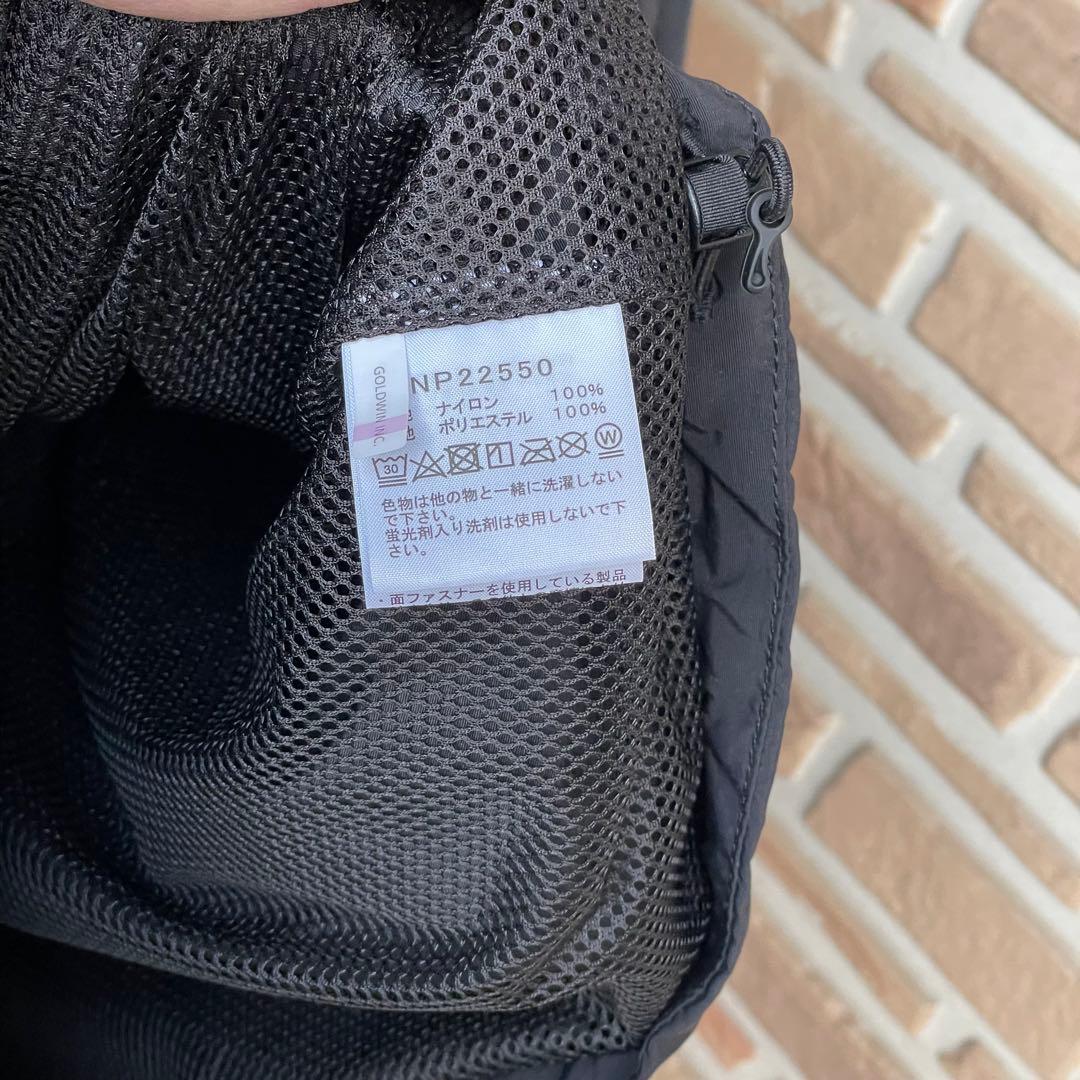 GOLDWIN INC.
NP22550
ナイロン 100%
地 ポリエステル 100%
30 W
色物は他の物と一緒に洗濯しない
で下さい。
蛍光剤入り洗剤は使用しないで下
さい。
・面ファスナーを使用している製品